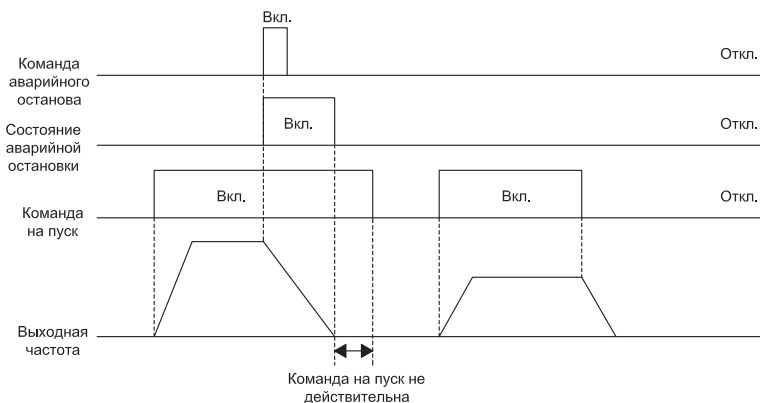 Вкл.
Команда
аварийного
останова
Откл.
Состояние
аварийной
остановки
Вкл.
Откл.
Команда
на пуск
Вкл.
Вкл.
Откл.
Выходная
частота
Команда на пуск не
действительна